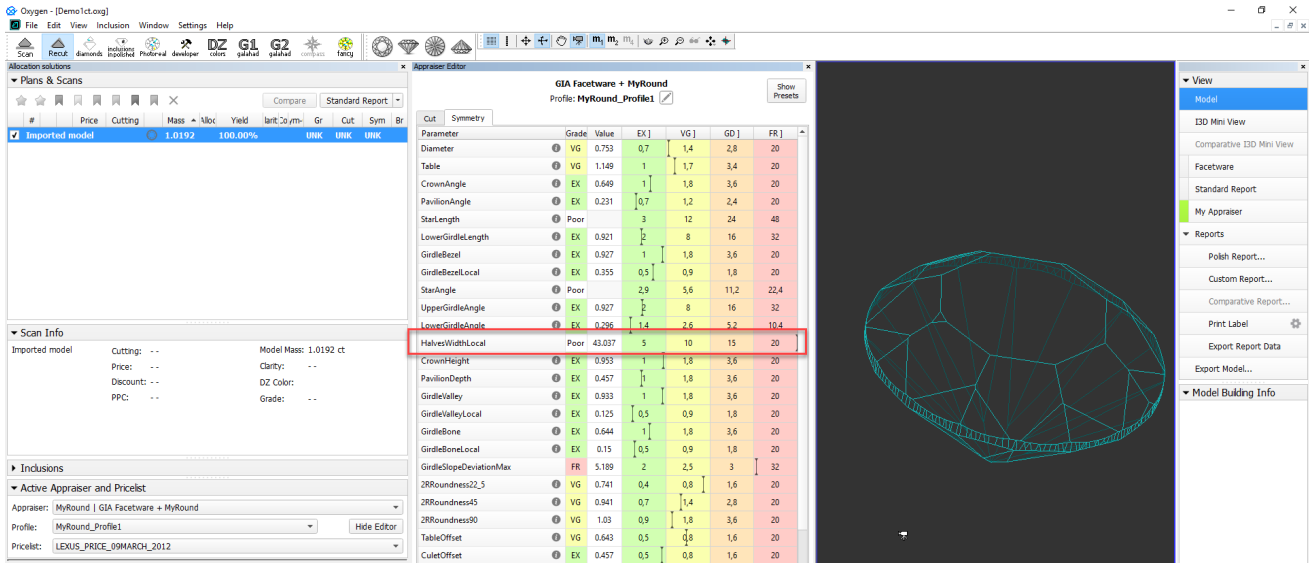 Oxygen - [Demo1ct.oxg]
File Edit View Inclusion Window Settings Help
Scan Recut diamonds inclusions inpolished Photoreal developer DZ colors G1 galahad G2 galahad compass fancy m1 m2 m4
Allocation solutions
Plans & Scans
Compare Standard Report
# Price Cutting Mass Alloc Yield larit Co ym- Gr Cut Sym Br
Imported model 1.0192 100.00% UNK UNK UNK
Scan Info
Imported model Cutting: -- Model Mass: 1.0192 ct
Price: -- Clarity: --
Discount: -- DZ Color:
PPC: -- Grade: --
Inclusions
Active Appraiser and Pricelist
Appraiser: MyRound | GIA Facetware + MyRound
Profile: MyRound_Profile1 Hide Editor
Pricelist: LEXUS_PRICE_09MARCH_2012
Appraiser Editor
GIA Facetware + MyRound
Profile: MyRound_Profile1
Show Presets
Cut Symmetry
Parameter Grade Value EX ] VG ] GD ] FR ]
Diameter VG 0.753 0,7 1,4 2,8 20
Table VG 1.149 1 1,7 3,4 20
CrownAngle EX 0.649 1 1,8 3,6 20
PavilionAngle EX 0.231 0,7 1,2 2,4 20
StarLength Poor 3 12 24 48
LowerGirdleLength EX 0.921 2 8 16 32
GirdleBezel EX 0.927 1 1,8 3,6 20
GirdleBezelLocal EX 0.355 0,5 0,9 1,8 20
StarAngle Poor 2,9 5,6 11,2 22,4
UpperGirdleAngle EX 0.927 2 8 16 32
LowerGirdleAngle EX 0.296 1.4 2.6 5.2 10.4
HalvesWidthLocal Poor 43.037 5 10 15 20
CrownHeight EX 0.953 1 1,8 3,6 20
PavilionDepth EX 0.457 1 1,8 3,6 20
GirdleValley EX 0.933 1 1,8 3,6 20
GirdleValleyLocal EX 0.125 0,5 0,9 1,8 20
GirdleBone EX 0.644 1 1,8 3,6 20
GirdleBoneLocal EX 0.15 0,5 0,9 1,8 20
GirdleSlopeDeviationMax FR 5.189 2 2,5 3 32
2RRoundness22_5 VG 0.741 0,4 0,8 1,6 20
2RRoundness45 VG 0.941 0,7 1,4 2,8 20
2RRoundness90 VG 1.03 0,9 1,8 3,6 20
TableOffset VG 0.643 0,5 0,8 1,6 20
CuletOffset EX 0.457 0,5 0,8 1,6 20
View
Model
I3D Mini View
Comparative I3D Mini View
Facetware
Standard Report
My Appraiser
Reports
Polish Report...
Custom Report...
Comparative Report...
Print Label
Export Report Data
Export Model...
Model Building Info